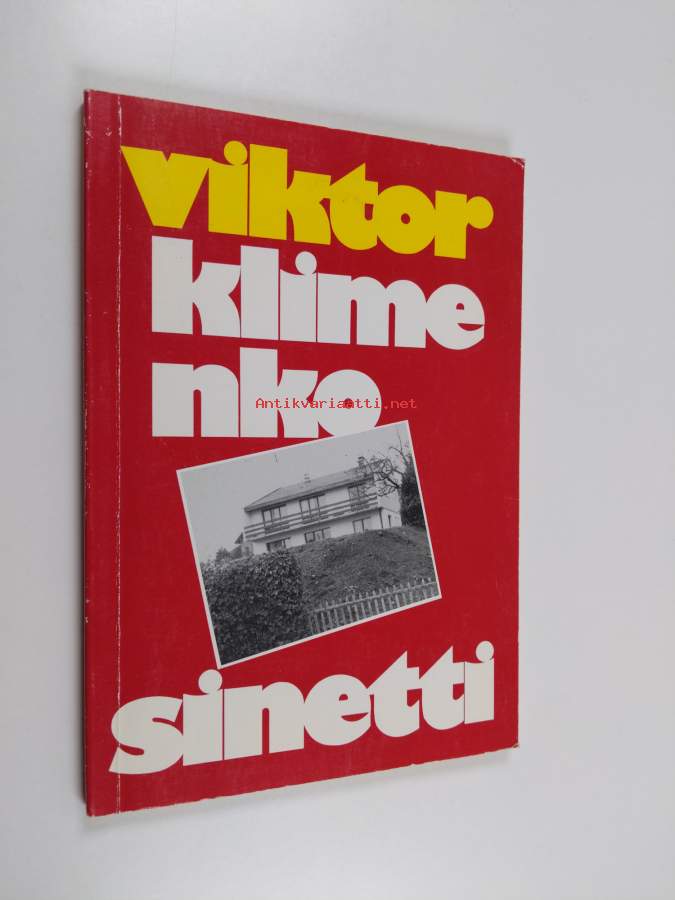 viktor
klime
nko
Antikvariaatti.net
sinetti